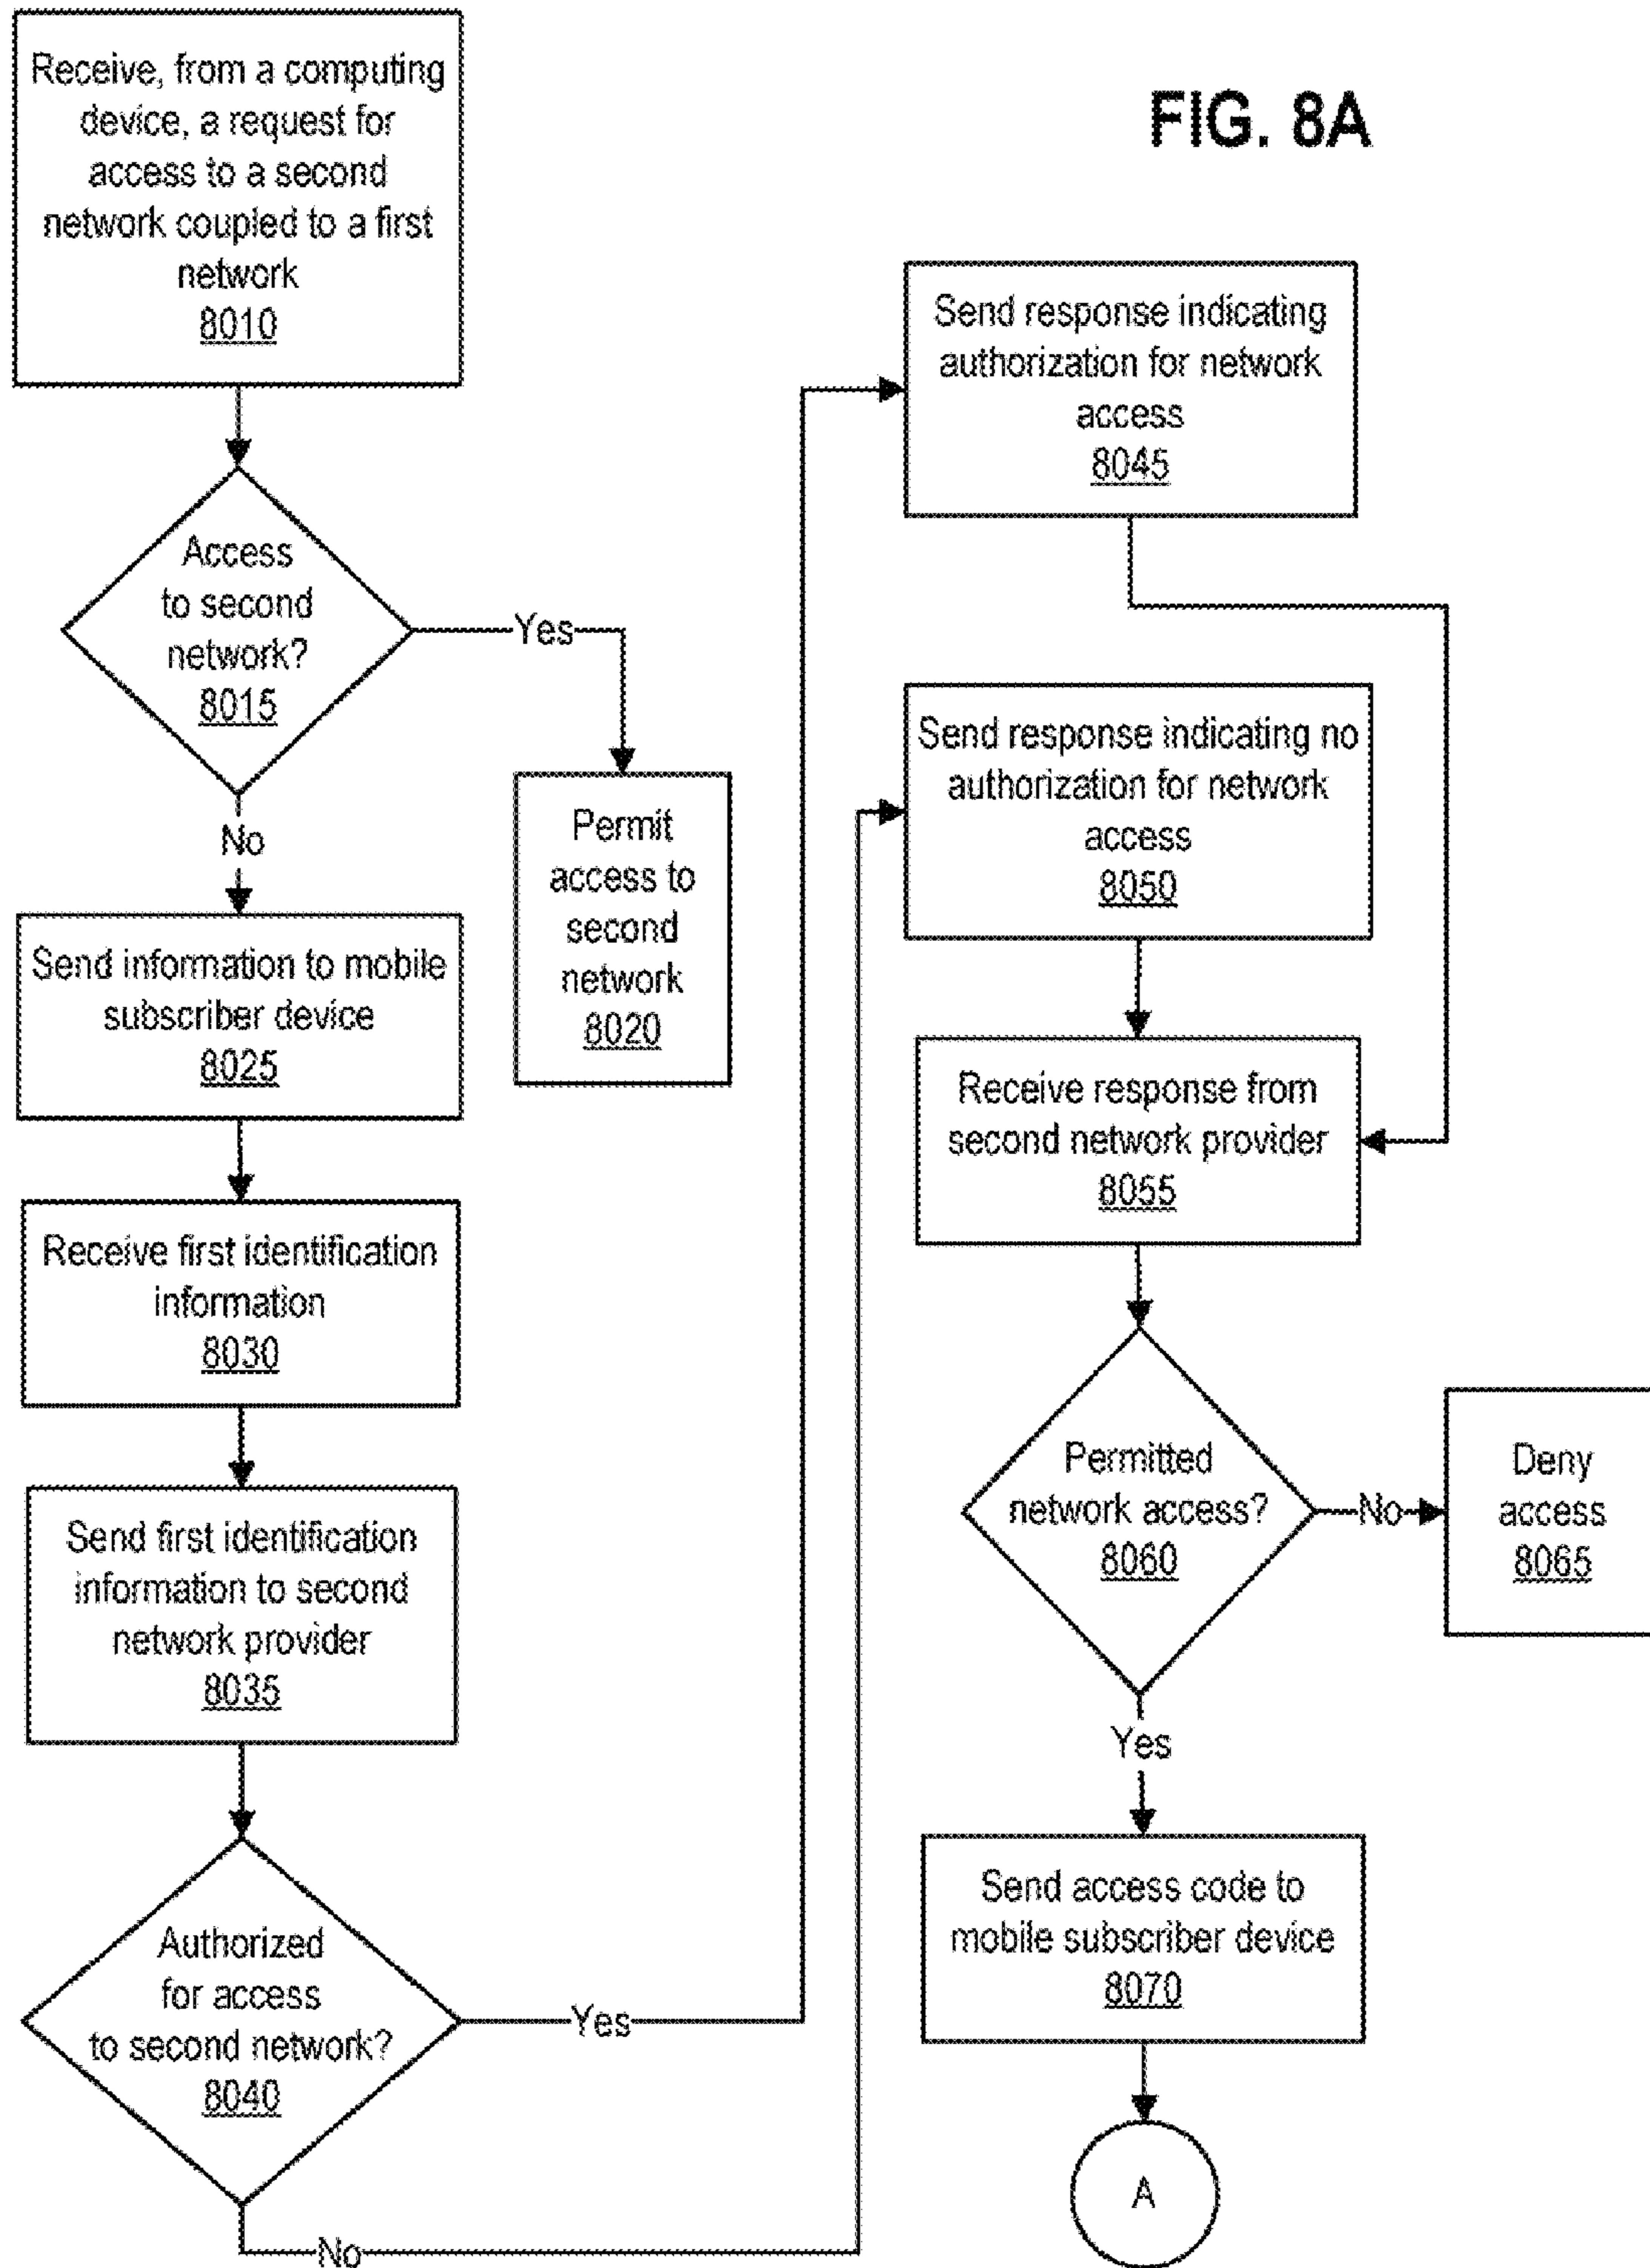 FIG. 8A
Receive, from a computing
device, a request for
access to a second
network coupled to a first
network
8010
Access
to second
network?
8015
Yes
Permit
access to
second
network
8020
No
Send information to mobile
subscriber device
8025
Receive first identification
information
8030
Send first identification
information to second
network provider
8035
Authorized
for access
to second network?
8040
Yes
No
Send response indicating
authorization for network
access
8045
Send response indicating no
authorization for network
access
8050
Receive response from
second network provider
8055
Permitted
network access?
8060
No
Deny
access
8065
Yes
Send access code to
mobile subscriber device
8070
A